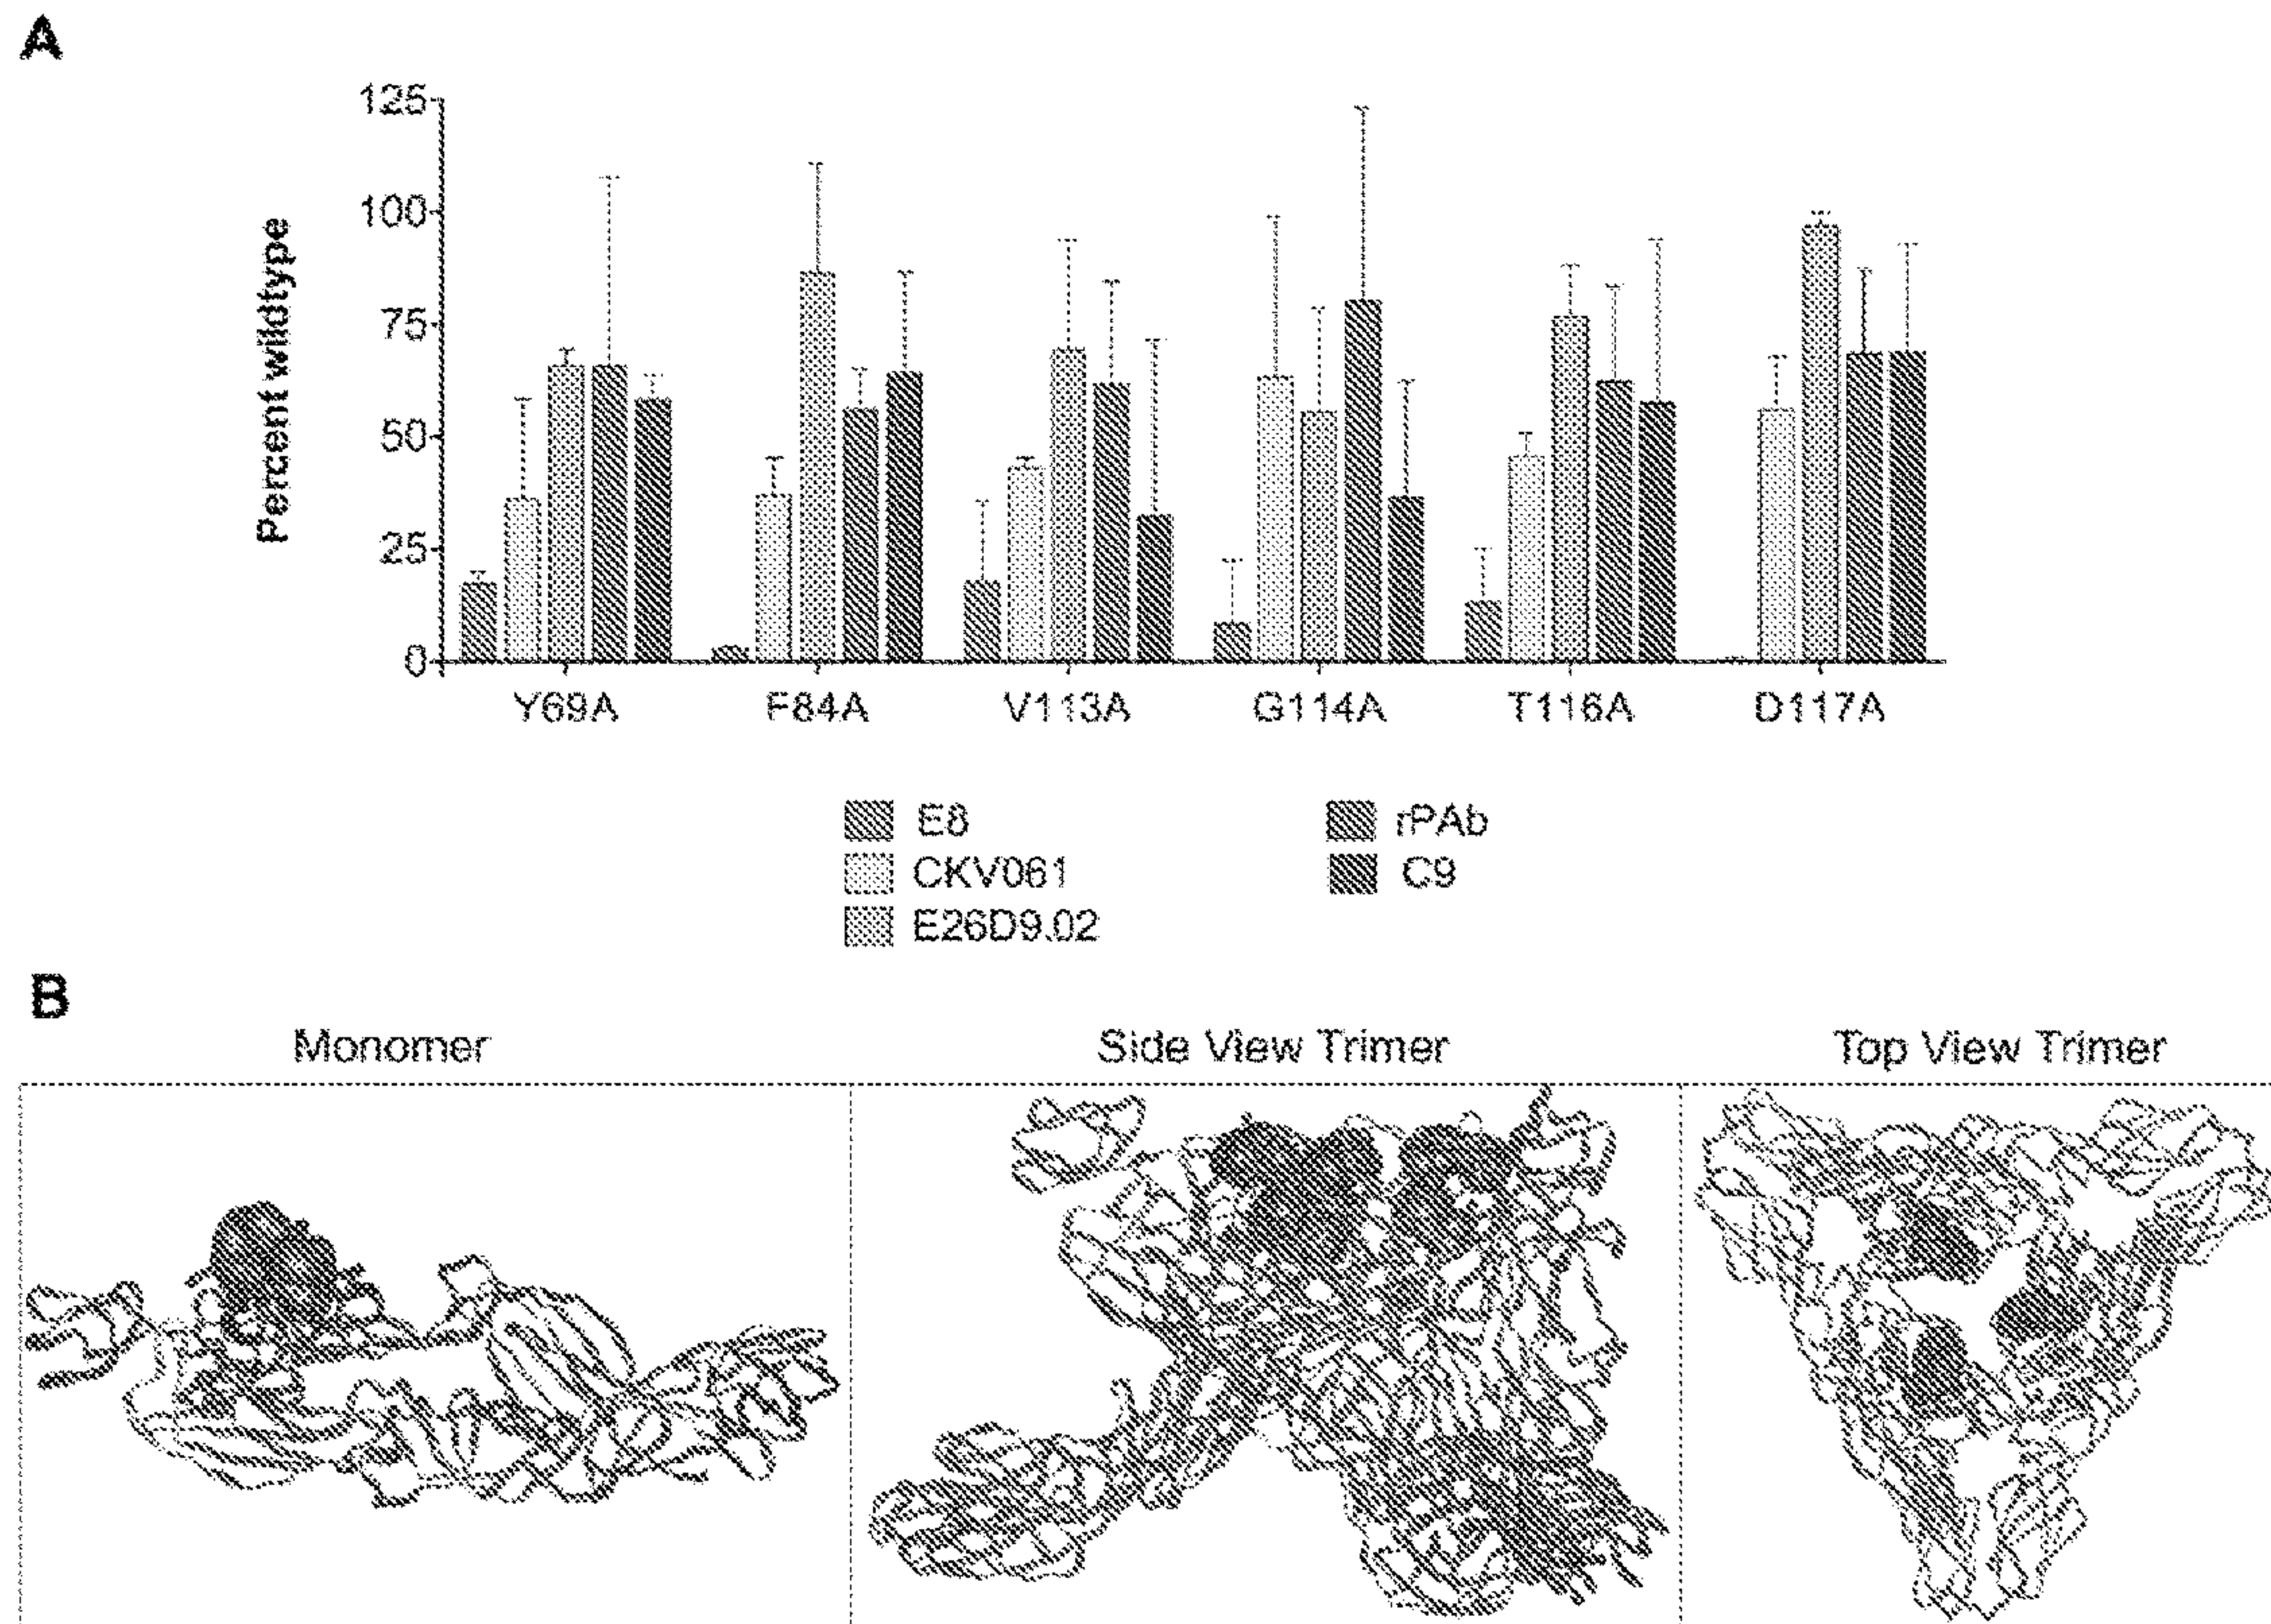 A
Percent wildtype
125
100
75
50
25
0
Y69A F84A V113A G114A T116A D117A
E8 rPAb
CKV061 C9
E26D9.02
B
Monomer Side View Trimer Top View Trimer